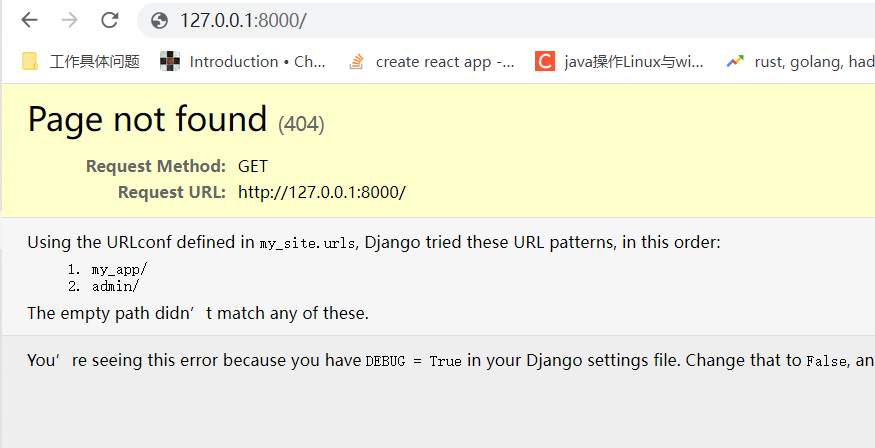 127.0.0.1:8000/
工作具体问题 Introduction • Ch... create react app -... java操作Linux与wi... rust, golang, had
Page not found (404)
Request Method: GET
Request URL: http://127.0.0.1:8000/
Using the URLconf defined in my_site.urls, Django tried these URL patterns, in this order:
1. my_app/
2. admin/
The empty path didn’t match any of these.
You’re seeing this error because you have DEBUG = True in your Django settings file. Change that to False, an